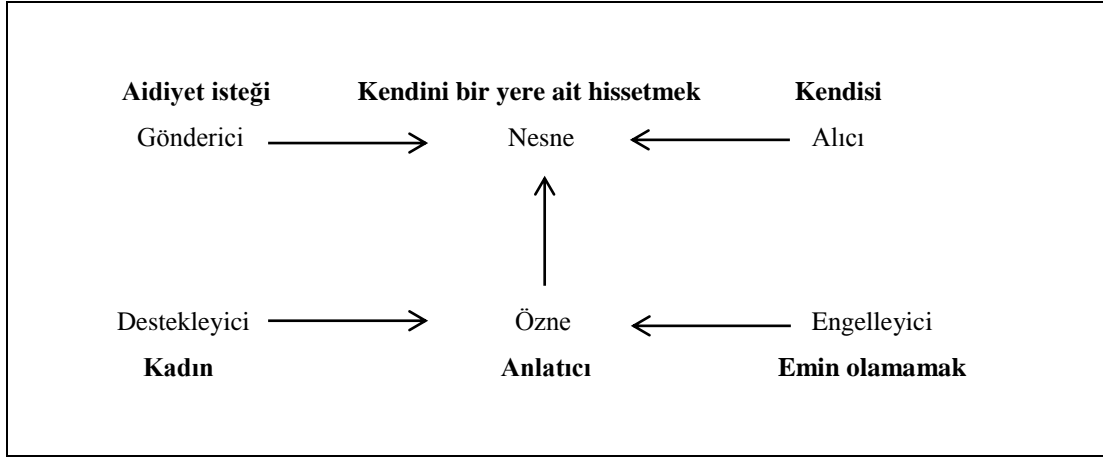 Aidiyet isteği Kendini bir yere ait hissetmek Kendisi
Gönderici Nesne Alıcı
Destekleyici Özne Engelleyici
Kadın Anlatıcı Emin olamamak